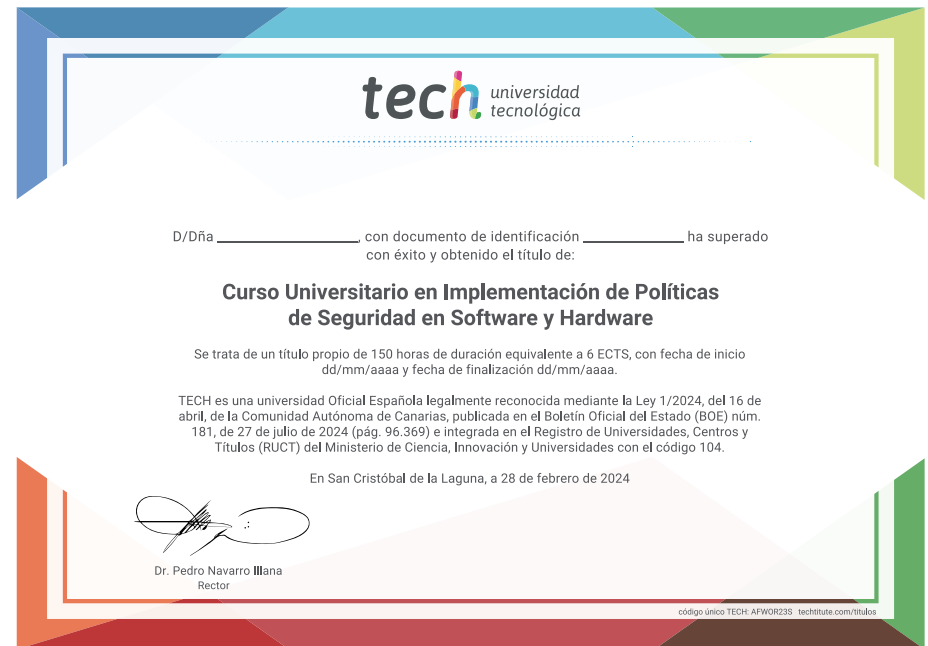 tech universidad
tecnológica
D/Dña ____________________, con documento de identificación ______________ ha superado
con éxito y obtenido el título de:
Curso Universitario en Implementación de Políticas
de Seguridad en Software y Hardware
Se trata de un título propio de 150 horas de duración equivalente a 6 ECTS, con fecha de inicio
dd/mm/aaaa y fecha de finalización dd/mm/aaaa.
TECH es una universidad Oficial Española legalmente reconocida mediante la Ley 1/2024, del 16 de
abril, de la Comunidad Autónoma de Canarias, publicada en el Boletín Oficial del Estado (BOE) núm.
181, de 27 de julio de 2024 (pág. 96.369) e integrada en el Registro de Universidades, Centros y
Títulos (RUCT) del Ministerio de Ciencia, Innovación y Universidades con el código 104.
En San Cristóbal de la Laguna, a 28 de febrero de 2024
Dr. Pedro Navarro Illana
Rector
código único TECH: AFWOR23S techtitute.com/titulos